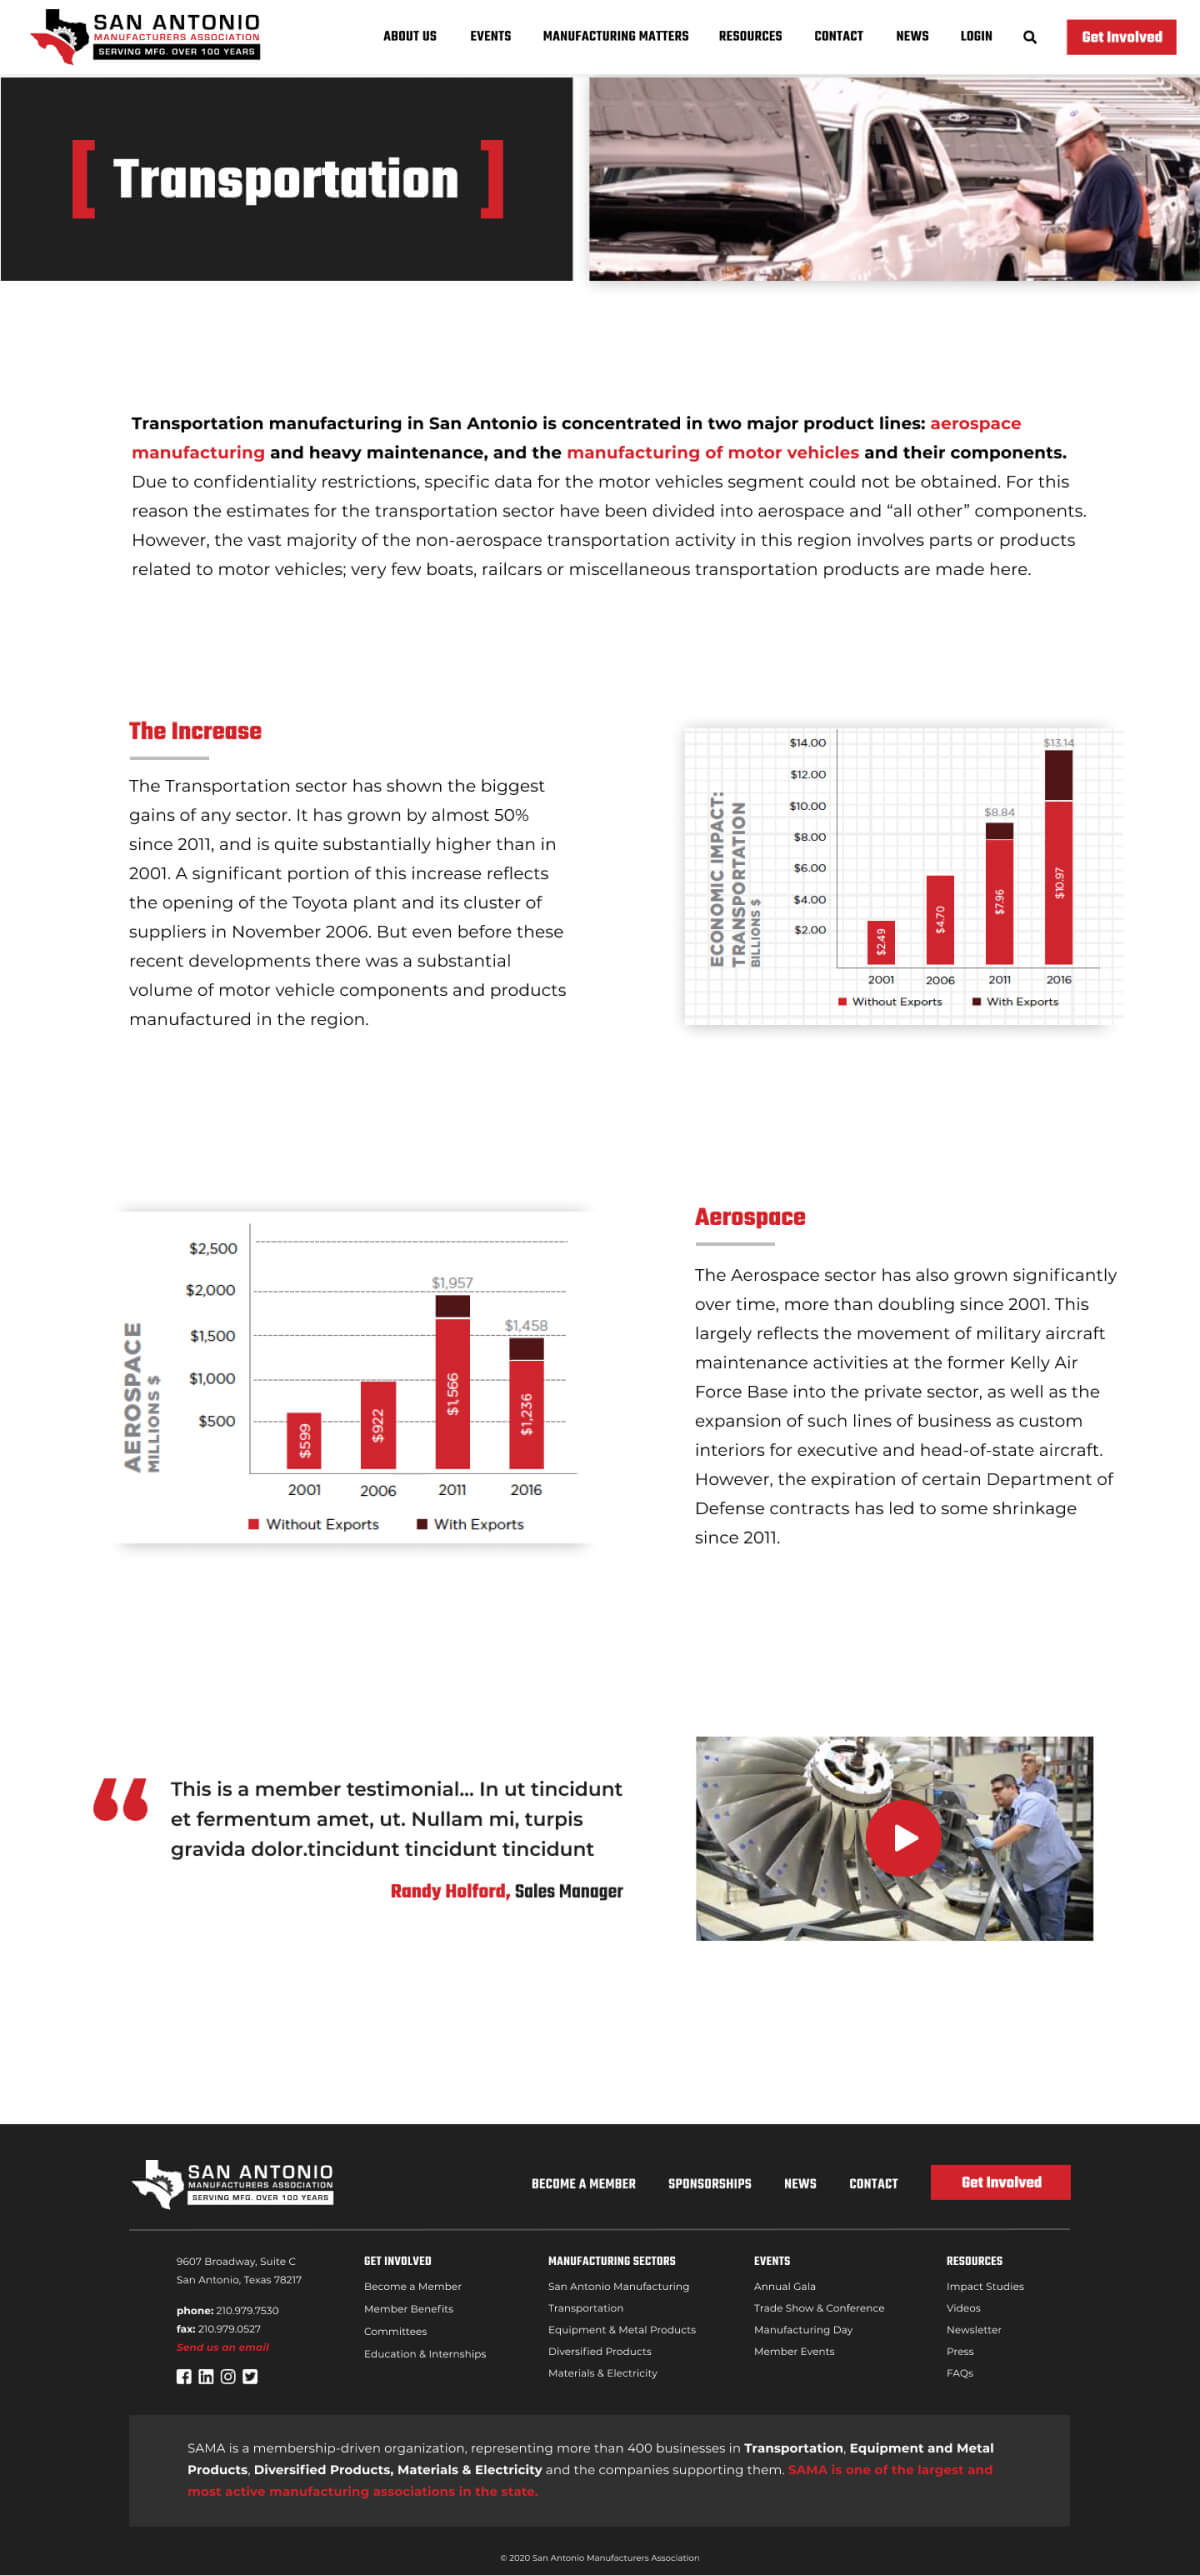 SAN ANTONIO
MANUFACTURERS ASSOCIATION
SERVING MFG. OVER 100 YEARS
ABOUT US
EVENTS
MANUFACTURING MATTERS
RESOURCES
CONTACT
NEWS
LOGIN
Get Involved
[ Transportation ]
Transportation manufacturing in San Antonio is concentrated in two major product lines: aerospace
manufacturing and heavy maintenance, and the manufacturing of motor vehicles and their components.
Due to confidentiality restrictions, specific data for the motor vehicles segment could not be obtained. For this
reason the estimates for the transportation sector have been divided into aerospace and “all other” components.
However, the vast majority of the non-aerospace transportation activity in this region involves parts or products
related to motor vehicles; very few boats, railcars or miscellaneous transportation products are made here.
The Increase
The Transportation sector has shown the biggest
gains of any sector. It has grown by almost 50%
since 2011, and is quite substantially higher than in
2001. A significant portion of this increase reflects
the opening of the Toyota plant and its cluster of
suppliers in November 2006. But even before these
recent developments there was a substantial
volume of motor vehicle components and products
manufactured in the region.
ECONOMIC IMPACT:
TRANSPORTATION
BILLIONS $
$14.00
$12.00
$10.00
$8.00
$6.00
$4.00
$2.00
$2.49
$4.70
$8.84
$7.96
$13.14
$10.97
2001
2006
2011
2016
Without Exports
With Exports
AEROSPACE
MILLIONS $
$2,500
$2,000
$1,500
$1,000
$500
$599
$922
$1,957
$1,566
$1,458
$1,236
2001
2006
2011
2016
Without Exports
With Exports
Aerospace
The Aerospace sector has also grown significantly
over time, more than doubling since 2001. This
largely reflects the movement of military aircraft
maintenance activities at the former Kelly Air
Force Base into the private sector, as well as the
expansion of such lines of business as custom
interiors for executive and head-of-state aircraft.
However, the expiration of certain Department of
Defense contracts has led to some shrinkage
since 2011.
“
This is a member testimonial... In ut tincidunt
et fermentum amet, ut. Nullam mi, turpis
gravida dolor.tincidunt tincidunt tincidunt
Randy Holford, Sales Manager
SAN ANTONIO
MANUFACTURERS ASSOCIATION
SERVING MFG. OVER 100 YEARS
BECOME A MEMBER
SPONSORSHIPS
NEWS
CONTACT
Get Involved
9607 Broadway, Suite C
San Antonio, Texas 78217
phone: 210.979.7530
fax: 210.979.0527
Send us an email
GET INVOLVED
Become a Member
Member Benefits
Committees
Education & Internships
MANUFACTURING SECTORS
San Antonio Manufacturing
Transportation
Equipment & Metal Products
Diversified Products
Materials & Electricity
EVENTS
Annual Gala
Trade Show & Conference
Manufacturing Day
Member Events
RESOURCES
Impact Studies
Videos
Newsletter
Press
FAQs
SAMA is a membership-driven organization, representing more than 400 businesses in Transportation, Equipment and Metal
Products, Diversified Products, Materials & Electricity and the companies supporting them. SAMA is one of the largest and
most active manufacturing associations in the state.
© 2020 San Antonio Manufacturers Association